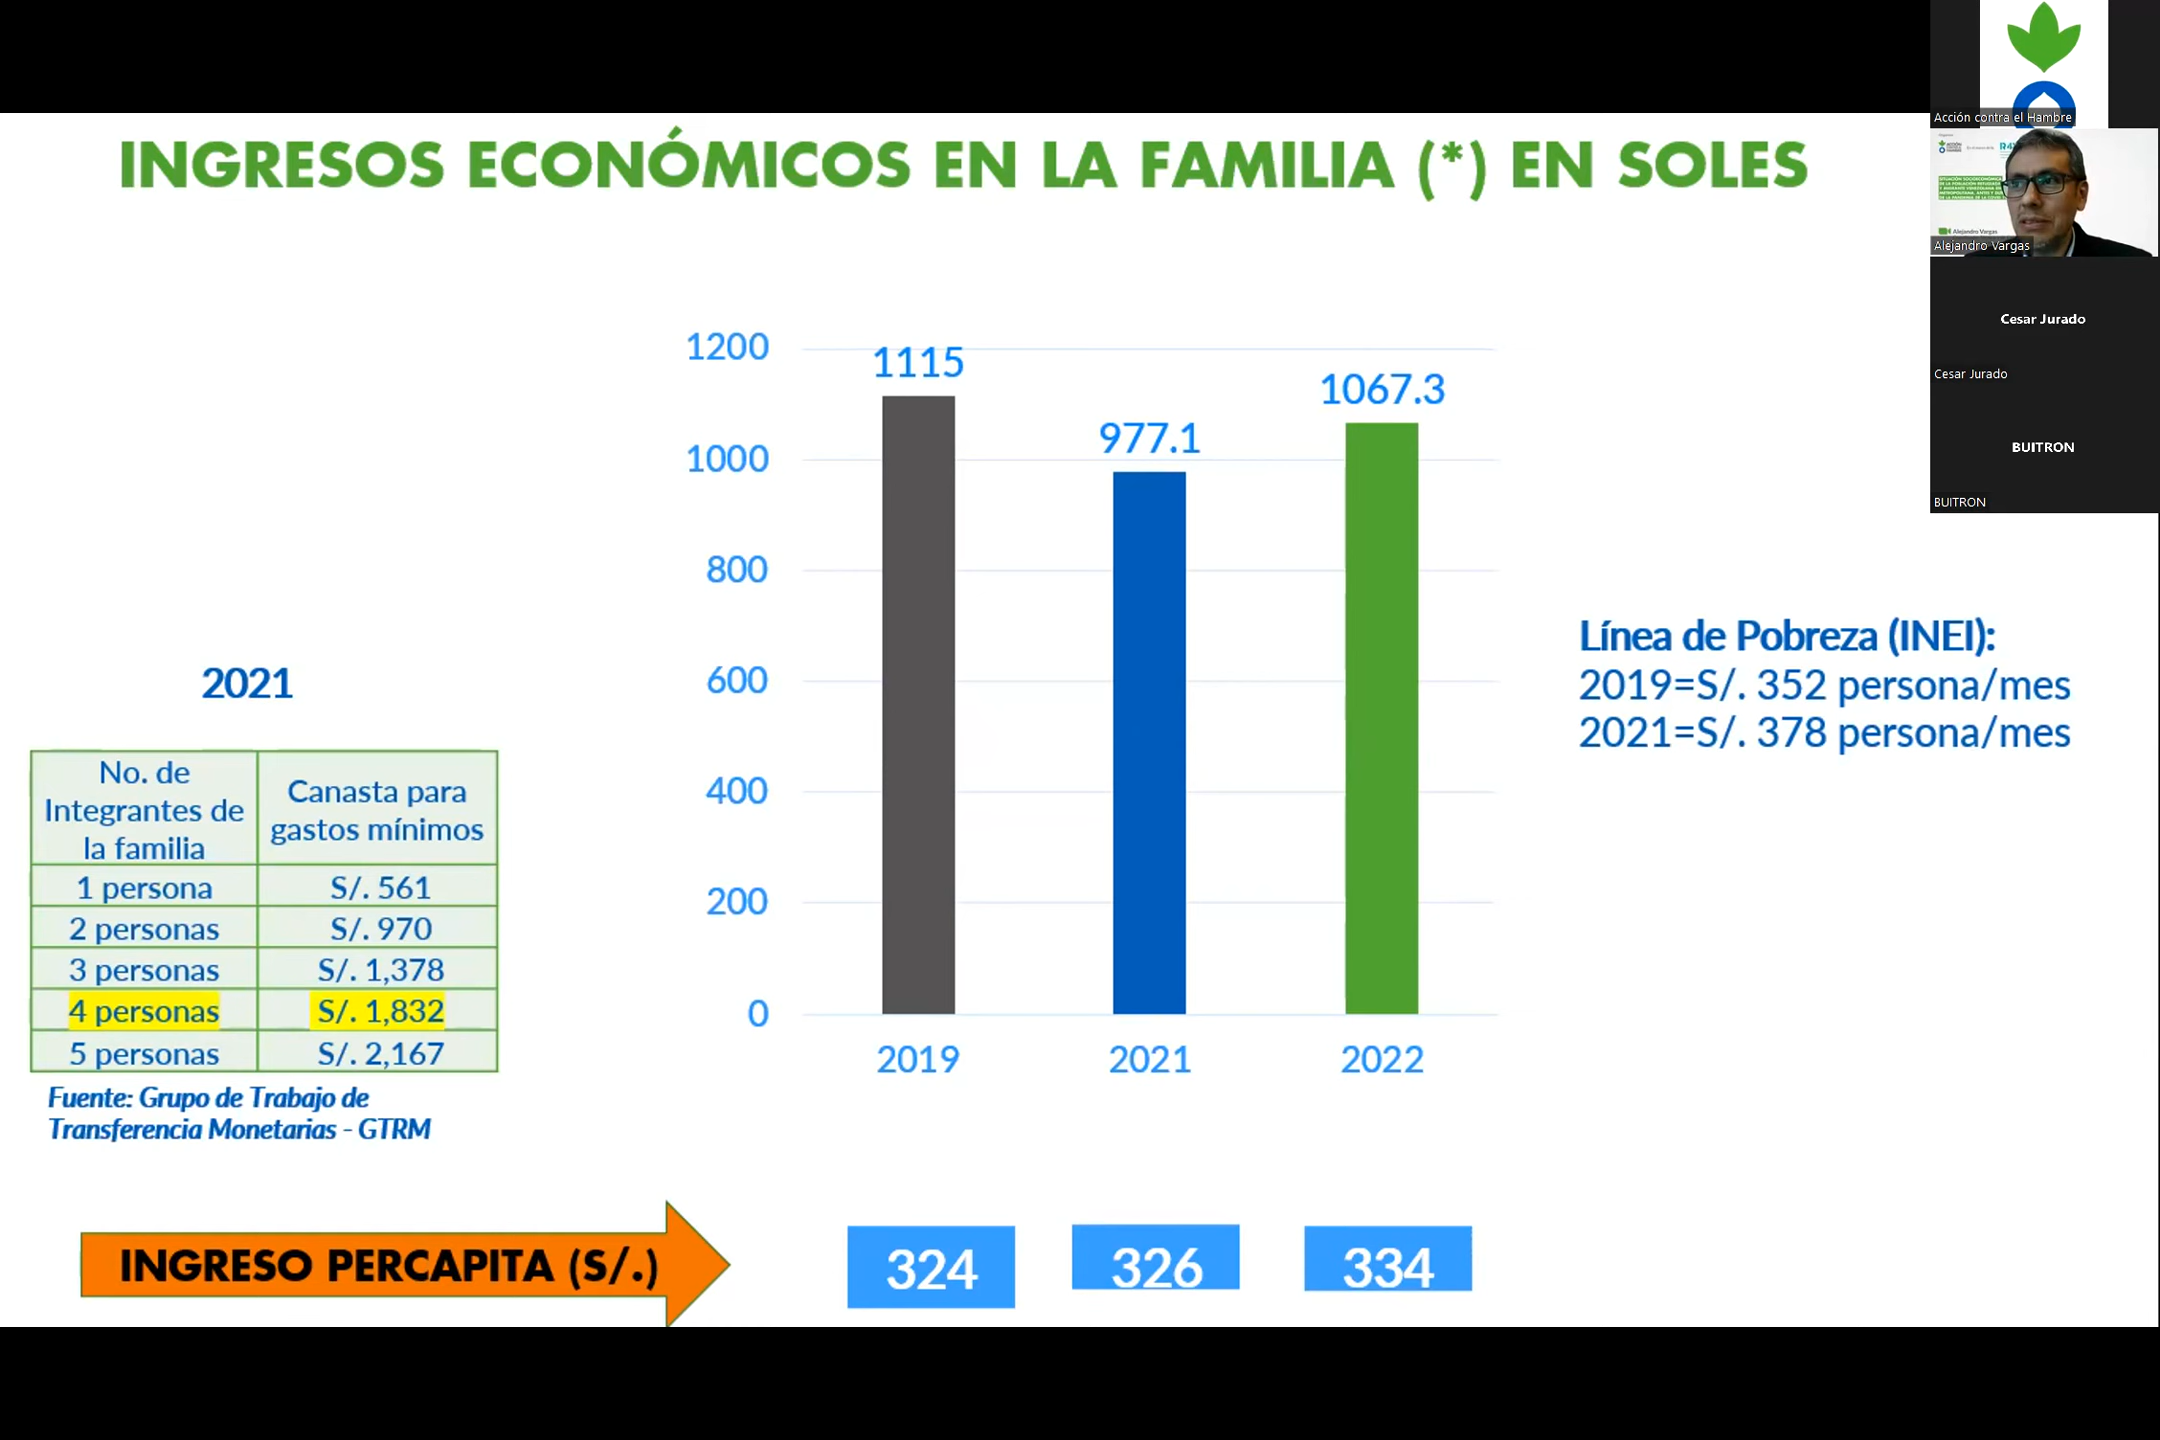 INGRESOS ECONÓMICOS EN LA FAMILIA (*) EN SOLES
Acción contra el Hambre
Alejandro Vargas
Alejandro Vargas
Cesar Jurado
Cesar Jurado
BUITRON
BUITRON
1200
1000
800
600
400
200
0
1115
977.1
1067.3
2019
2021
2022
Línea de Pobreza (INEI):
2019=S/. 352 persona/mes
2021=S/. 378 persona/mes
2021
No. de Integrantes de la familia
Canasta para gastos mínimos
1 persona S/. 561
2 personas S/. 970
3 personas S/. 1,378
4 personas S/. 1,832
5 personas S/. 2,167
Fuente: Grupo de Trabajo de
Transferencia Monetarias - GTRM
INGRESO PERCAPITA (S/.)
324
326
334